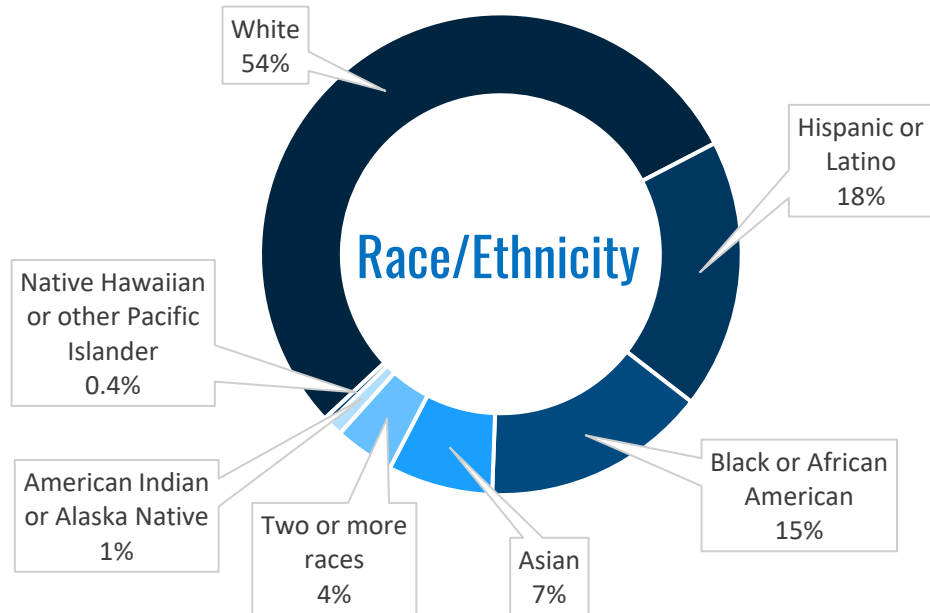 White
54%
Hispanic or
Latino
18%
Race/Ethnicity
Native Hawaiian
or other Pacific
Islander
0.4%
Black or African
American
15%
American Indian
or Alaska Native
1%
Two or more
races
4%
Asian
7%